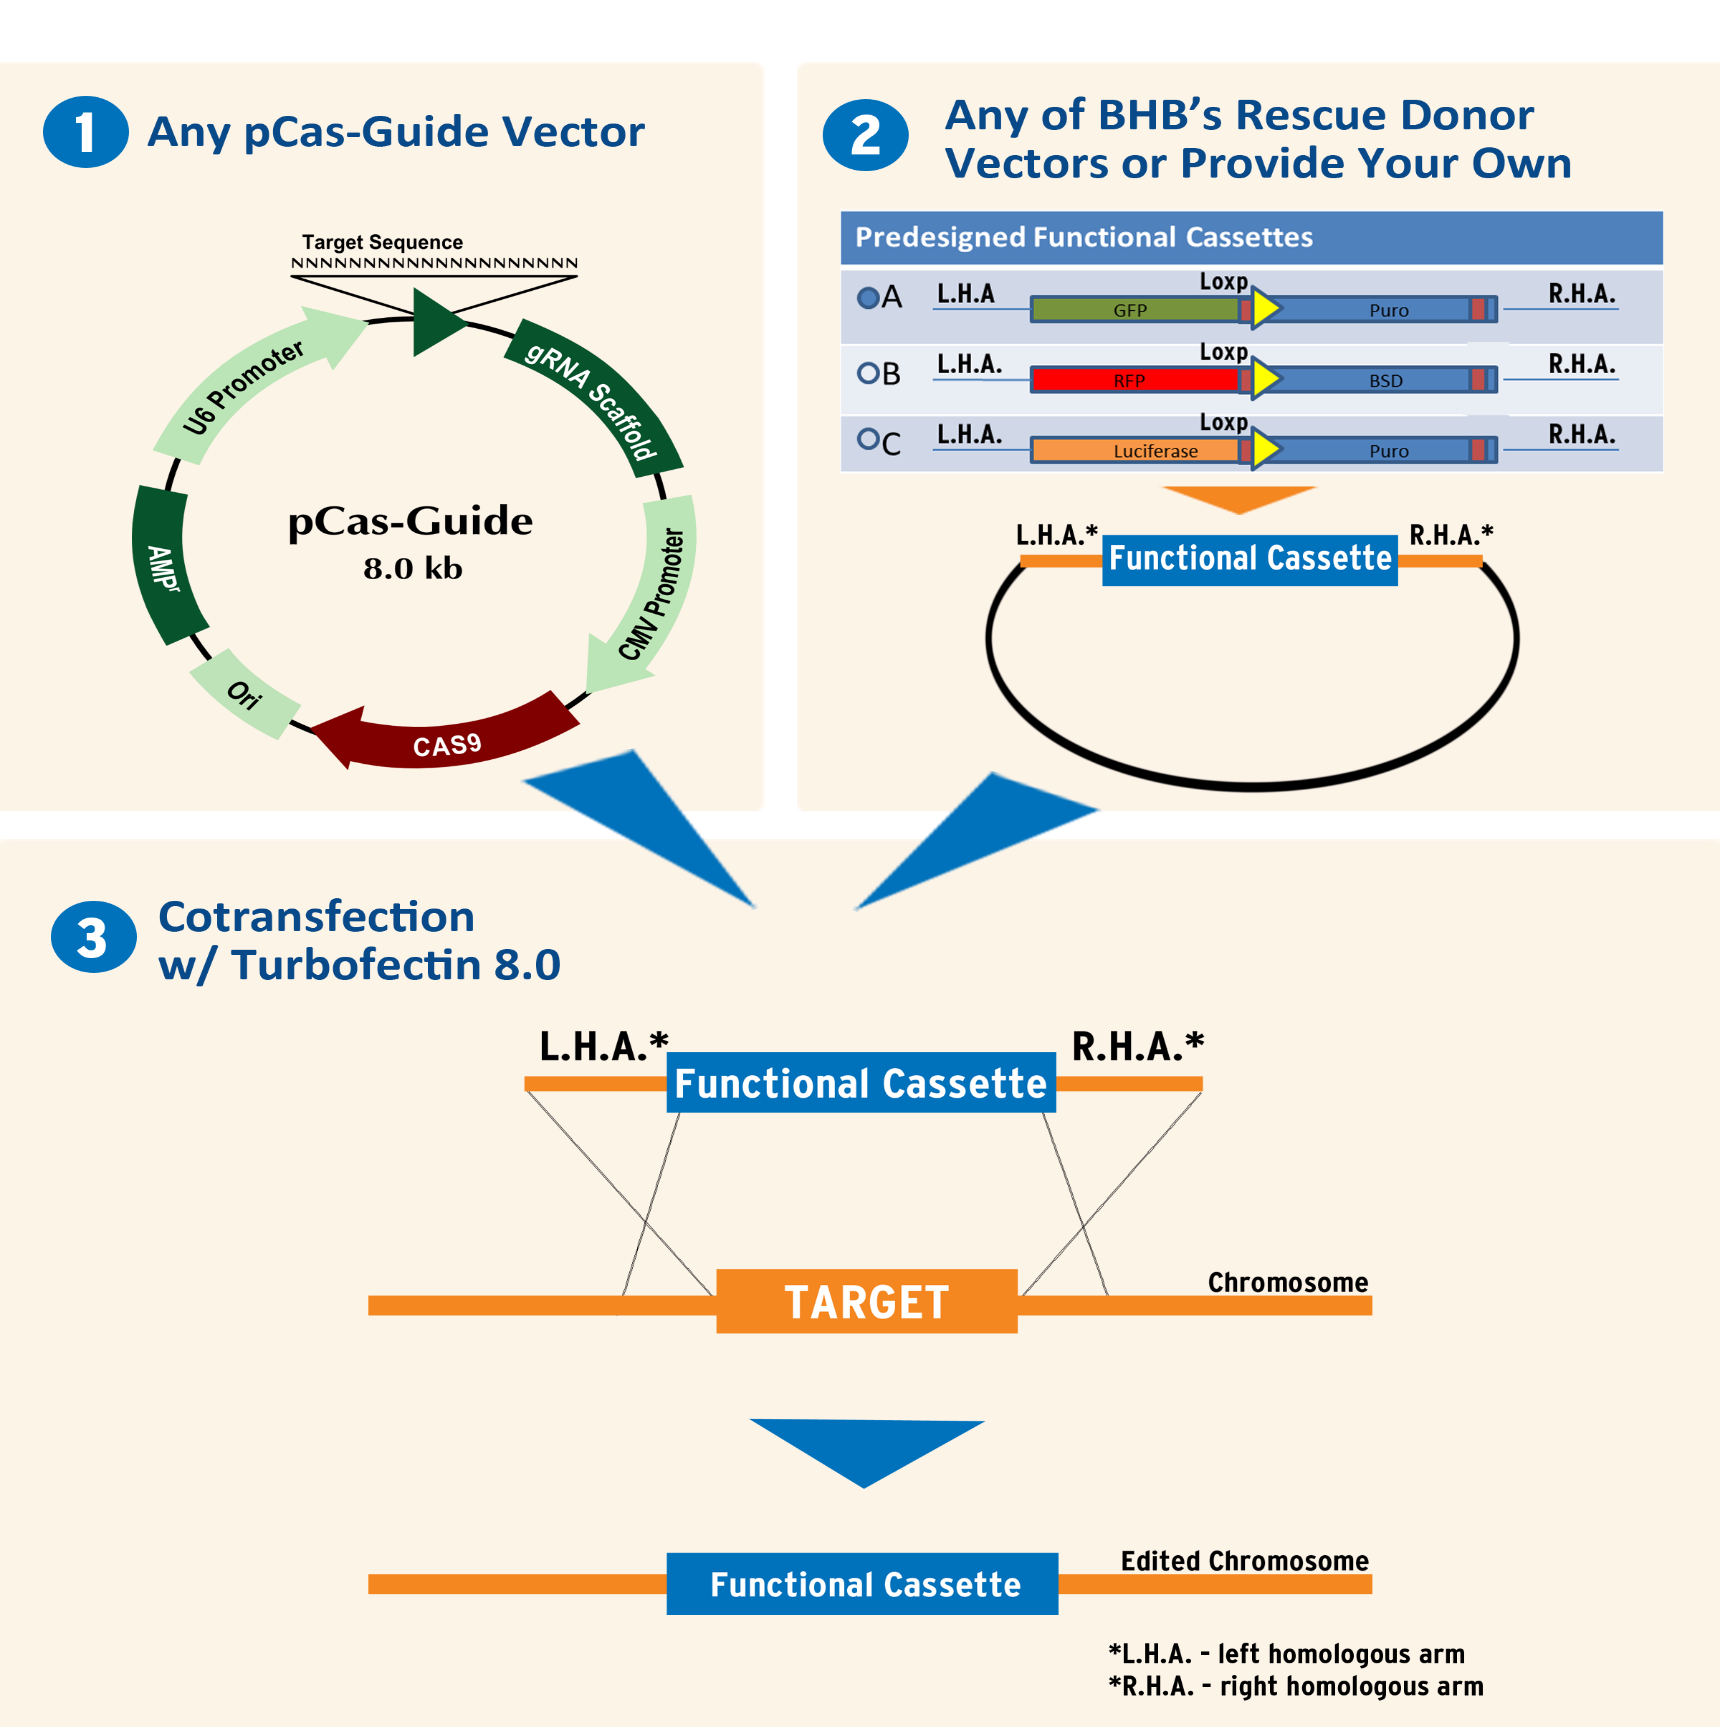 1 Any pCas-Guide Vector
Target Sequence
NNNNNNNNNNNNNNNNNNNN
U6 Promoter
gRNA Scaffold
CMV Promoter
CAS9
Ori
AMPr
pCas-Guide
8.0 kb
2 Any of BHB’s Rescue Donor
Vectors or Provide Your Own
Predesigned Functional Cassettes
A L.H.A GFP Loxp Puro R.H.A.
B L.H.A. RFP Loxp BSD R.H.A.
C L.H.A. Luciferase Loxp Puro R.H.A.
L.H.A.* Functional Cassette R.H.A.*
3 Cotransfection
w/ Turbofectin 8.0
L.H.A.* Functional Cassette R.H.A.*
TARGET Chromosome
Functional Cassette Edited Chromosome
*L.H.A. - left homologous arm
*R.H.A. - right homologous arm